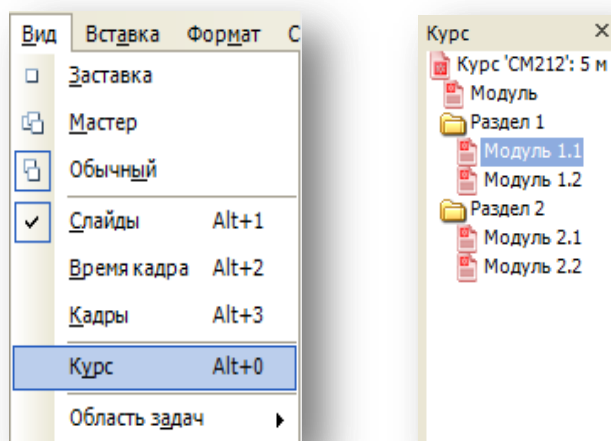 Вид Вставка Формат С
Заставка
Мастер
Обычный
Слайды Alt+1
Время кадра Alt+2
Кадры Alt+3
Курс Alt+0
Область задач
Курс
Курс 'СМ212': 5 м
Модуль
Раздел 1
Модуль 1.1
Модуль 1.2
Раздел 2
Модуль 2.1
Модуль 2.2